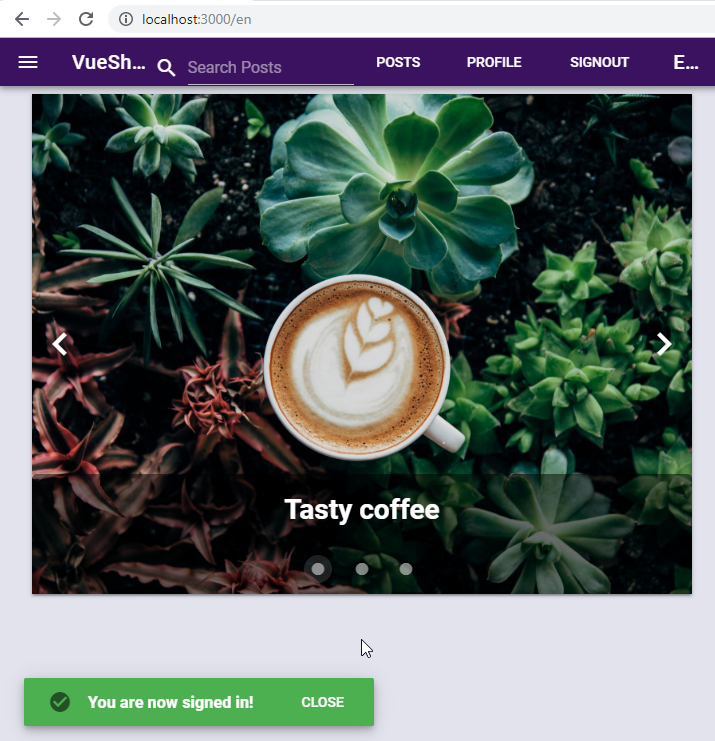 localhost:3000/en
VueSh... Search Posts POSTS PROFILE SIGNOUT E...
Tasty coffee
You are now signed in! CLOSE